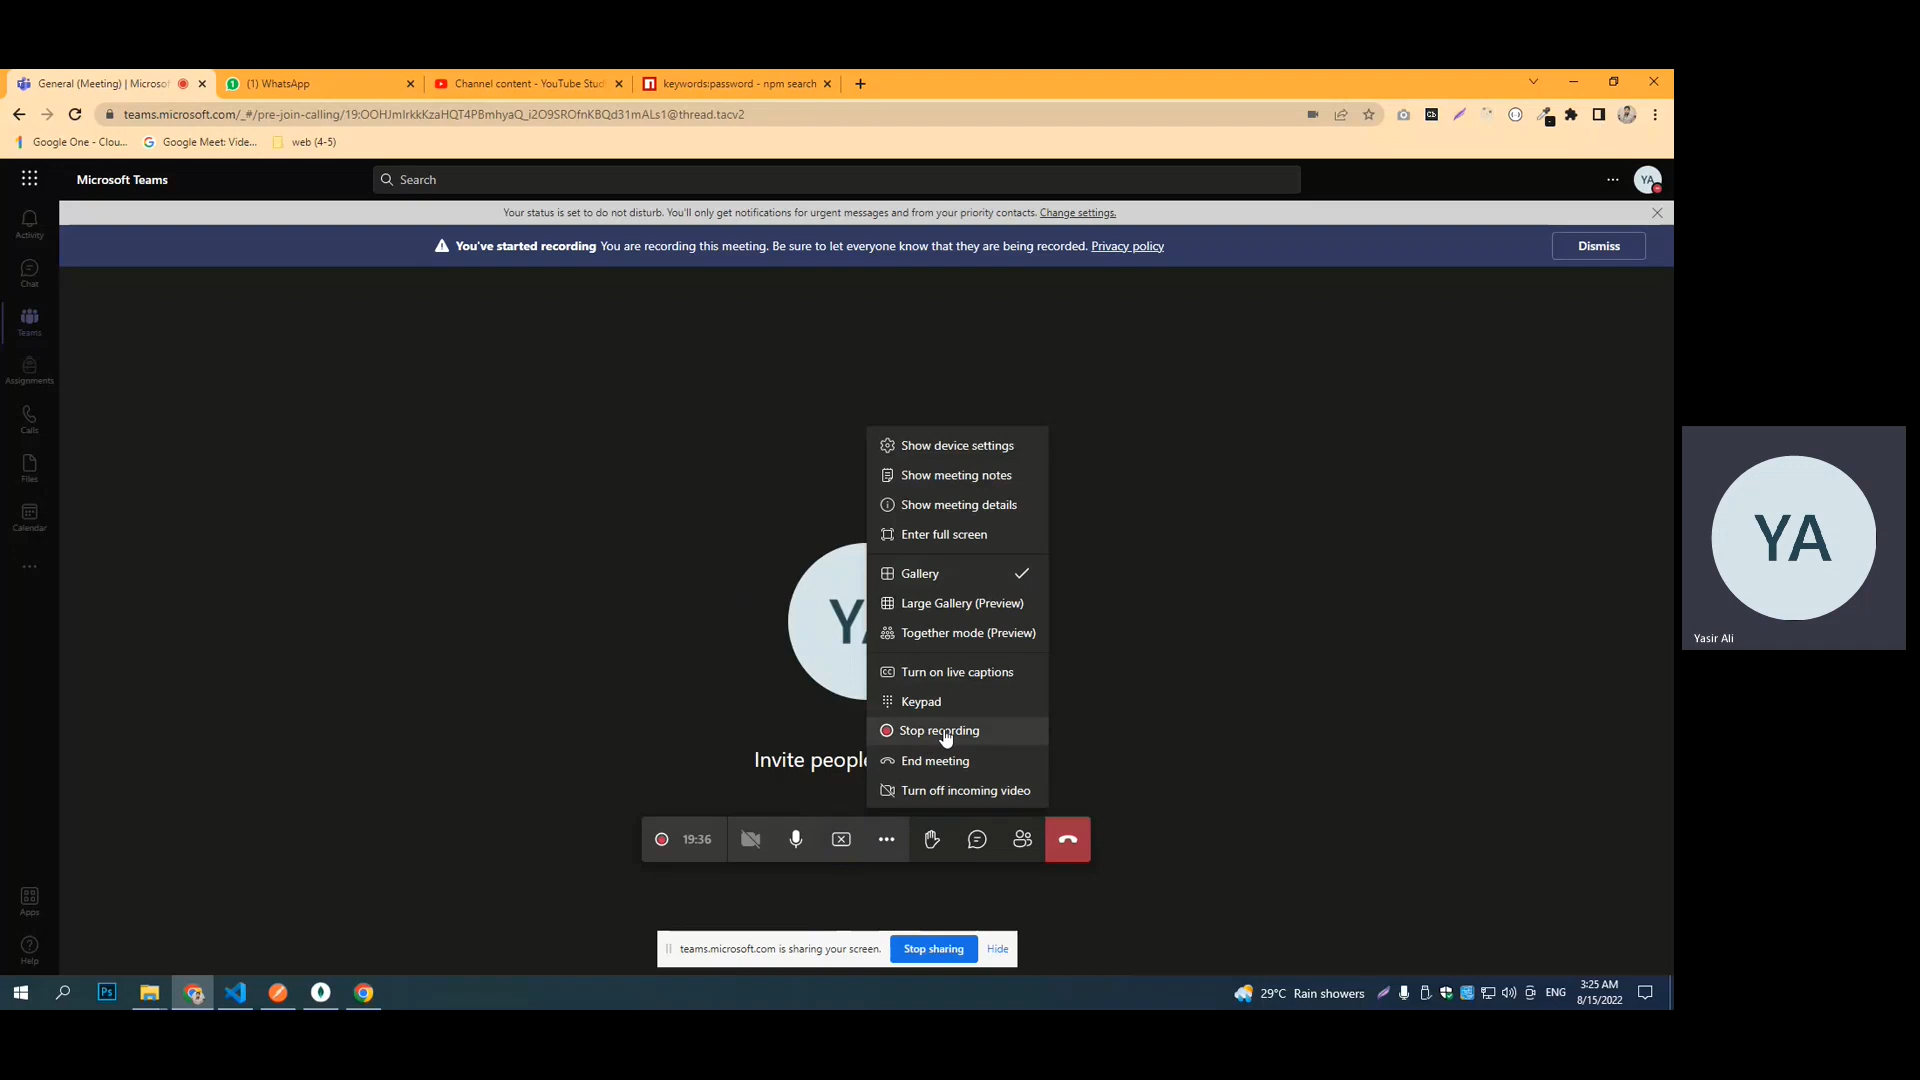 General (Meeting) | Microsof
(1) WhatsApp
Channel content - YouTube Stud
keywords:password - npm search
teams.microsoft.com/_#/pre-join-calling/19:OOHJmIrkkKzaHQT4PBmhyaQ_i2O9SROfnKBQd31mALs1@thread.tacv2
Google One - Clou...
Google Meet: Vide...
web (4-5)
Microsoft Teams
Search
YA
Your status is set to do not disturb. You'll only get notifications for urgent messages and from your priority contacts. Change settings.
You've started recording You are recording this meeting. Be sure to let everyone know that they are being recorded. Privacy policy
Dismiss
Activity
Chat
Teams
Assignments
Calls
Files
Calendar
Apps
Help
Show device settings
Show meeting notes
Show meeting details
Enter full screen
Gallery
Large Gallery (Preview)
Together mode (Preview)
Turn on live captions
Keypad
Stop recording
End meeting
Turn off incoming video
Invite people
19:36
teams.microsoft.com is sharing your screen.
Stop sharing
Hide
YA
Yasir Ali
Ps
29°C Rain showers
ENG
3:25 AM
8/15/2022